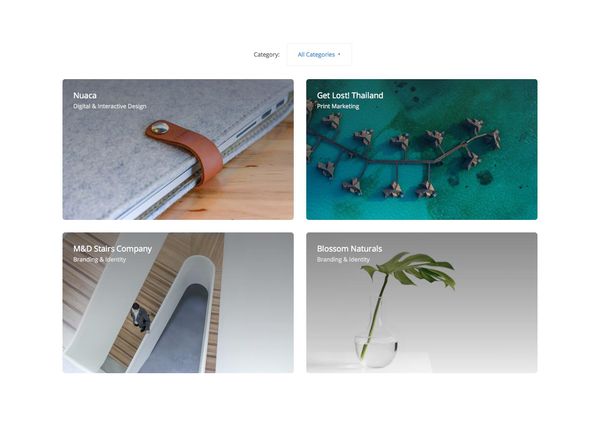 Category:
All Categories
Nuaca
Digital & Interactive Design
Get Lost! Thailand
Print Marketing
M&D Stairs Company
Branding & Identity
Blossom Naturals
Branding & Identity